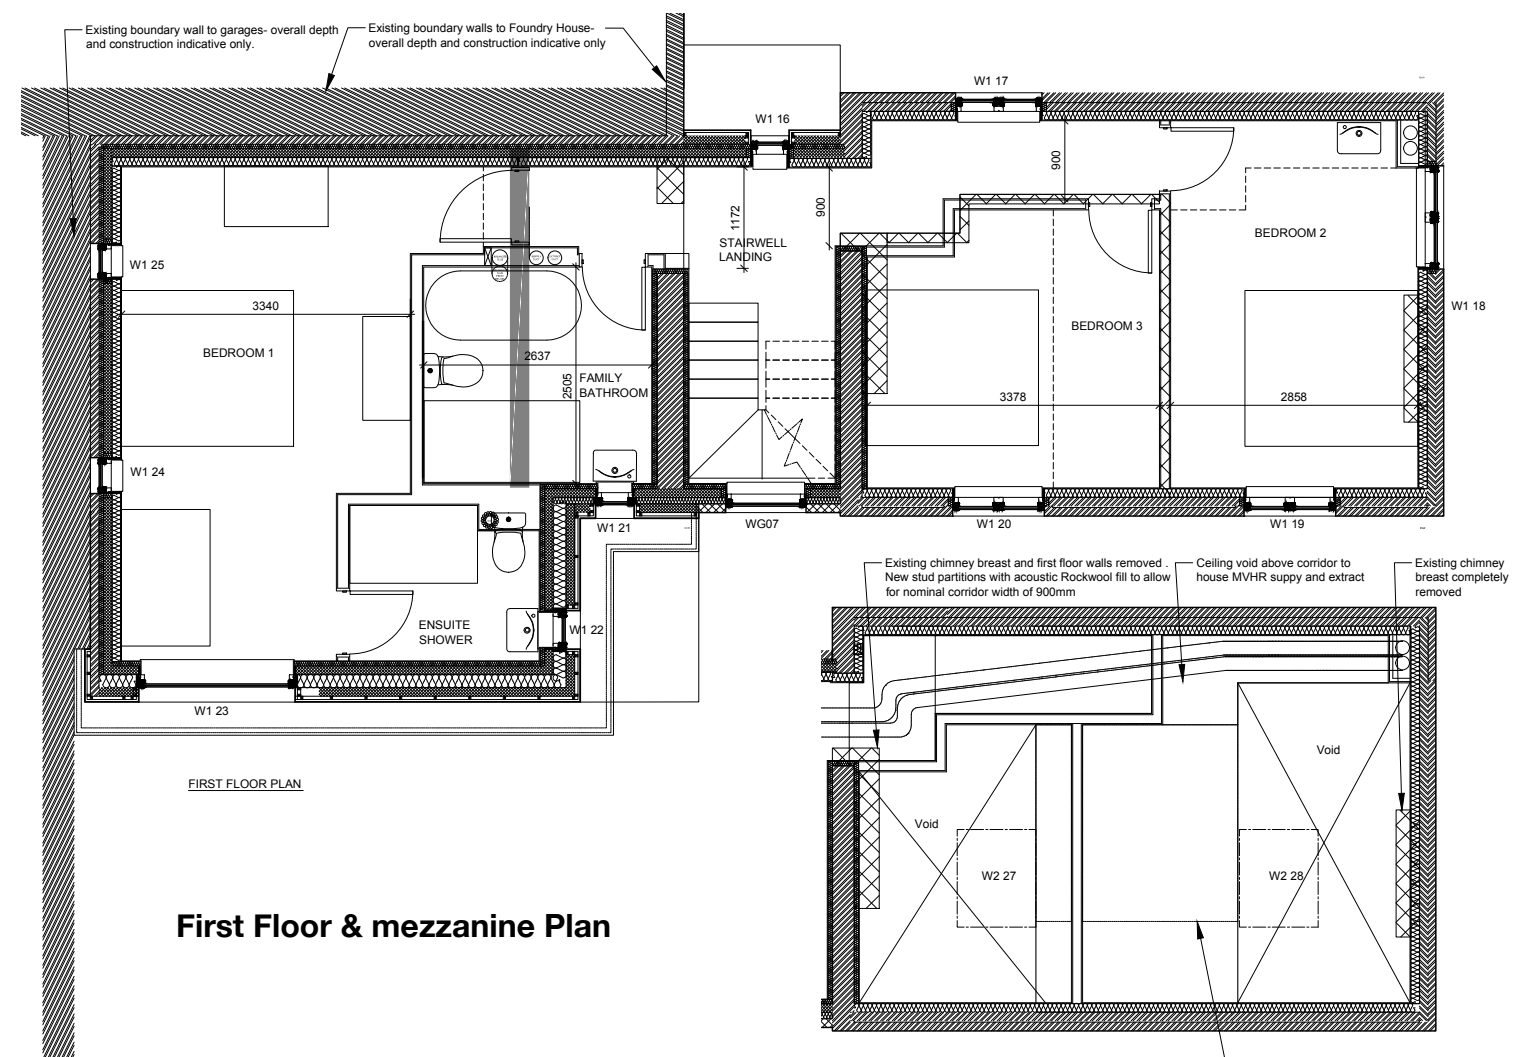 Existing boundary wall to garages- overall depth
and construction indicative only.
Existing boundary walls to Foundry House-
overall depth and construction indicative only
W1 17
W1 16
900
1172
900
STAIRWELL
LANDING
BEDROOM 2
W1 25
3340
BEDROOM 1
2637
2505
FAMILY
BATHROOM
BEDROOM 3
W1 18
3378
2858
W1 24
W1 21
WG07
W1 20
W1 19
Existing chimney breast and first floor walls removed .
New stud partitions with acoustic Rockwool fill to allow
for nominal corridor width of 900mm
Ceiling void above corridor to
house MVHR suppy and extract
Existing chimney
breast completely
removed
ENSUITE
SHOWER
W1 22
W1 23
FIRST FLOOR PLAN
Void
Void
W2 27
W2 28
First Floor & mezzanine Plan